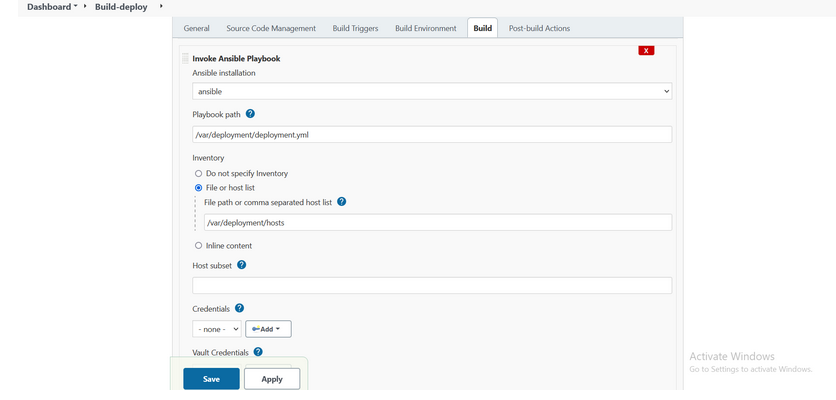 Dashboard Build-deploy
General Source Code Management Build Triggers Build Environment Build Post-build Actions
X
Invoke Ansible Playbook
?
Ansible installation
ansible
Playbook path ?
/var/deployment/deployment.yml
Inventory
Do not specify Inventory
File or host list
File path or comma separated host list ?
/var/deployment/hosts
Inline content
Host subset ?
Credentials ?
- none - Add
Vault Credentials ?
Save Apply
Activate Windows
Go to Settings to activate Windows.